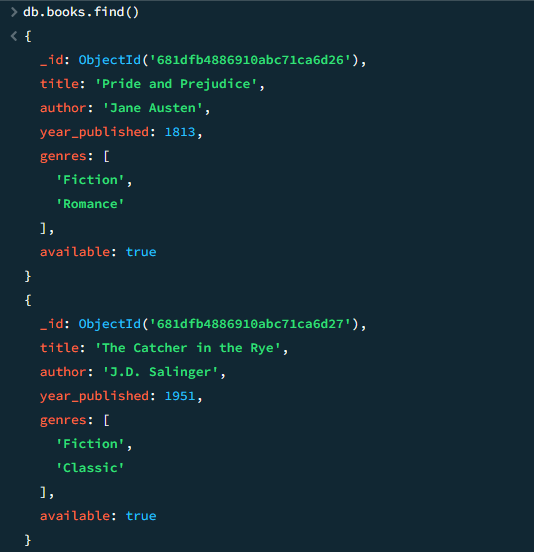 > db.books.find()
< {
_id: ObjectId('681dfb4886910abc71ca6d26'),
title: 'Pride and Prejudice',
author: 'Jane Austen',
year_published: 1813,
genres: [
'Fiction',
'Romance'
],
available: true
}
{
_id: ObjectId('681dfb4886910abc71ca6d27'),
title: 'The Catcher in the Rye',
author: 'J.D. Salinger',
year_published: 1951,
genres: [
'Fiction',
'Classic'
],
available: true
}